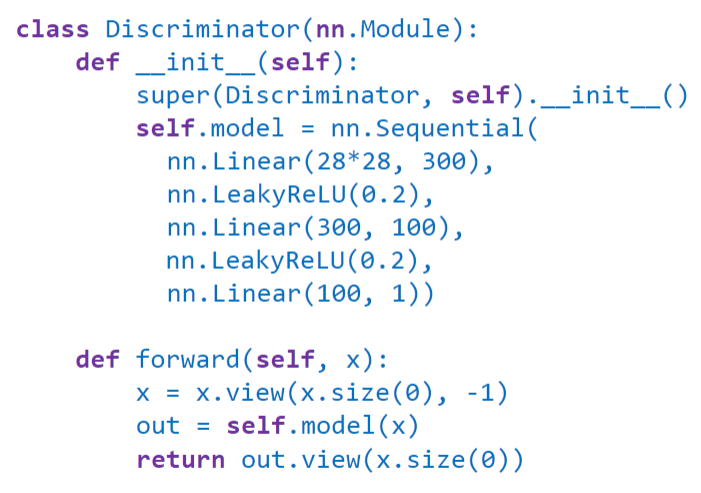 class Discriminator(nn.Module):
    def __init__(self):
        super(Discriminator, self).__init__()
        self.model = nn.Sequential(
          nn.Linear(28*28, 300),
          nn.LeakyReLU(0.2),
          nn.Linear(300, 100),
          nn.LeakyReLU(0.2),
          nn.Linear(100, 1))

    def forward(self, x):
        x = x.view(x.size(0), -1)
        out = self.model(x)
        return out.view(x.size(0))